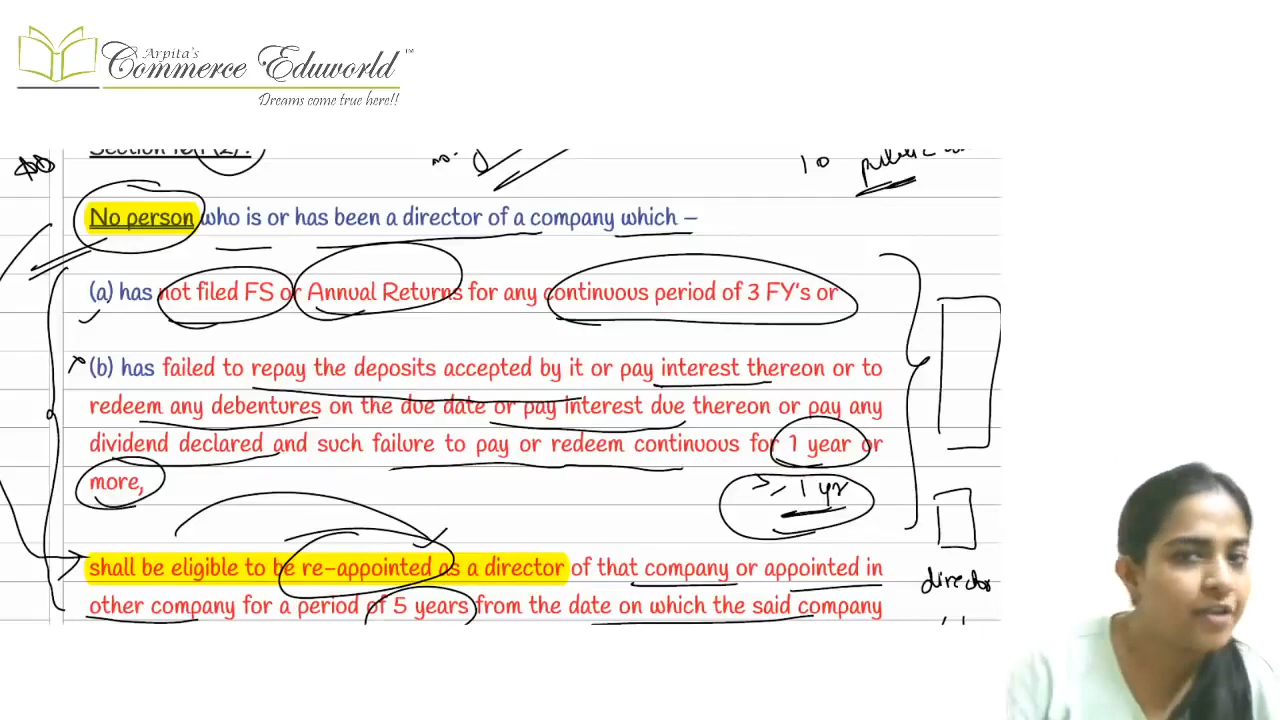 Arpita's
Commerce Eduworld™
Dreams come true here!!
no.
10 public
No person who is or has been a director of a company which –
(a) has not filed FS or Annual Returns for any continuous period of 3 FY's or
(b) has failed to repay the deposits accepted by it or pay interest thereon or to
redeem any debentures on the due date or pay interest due thereon or pay any
dividend declared and such failure to pay or redeem continuous for 1 year or
more,
≥ 1 yr
shall be eligible to be re-appointed as a director of that company or appointed in
director
other company for a period of 5 years from the date on which the said company